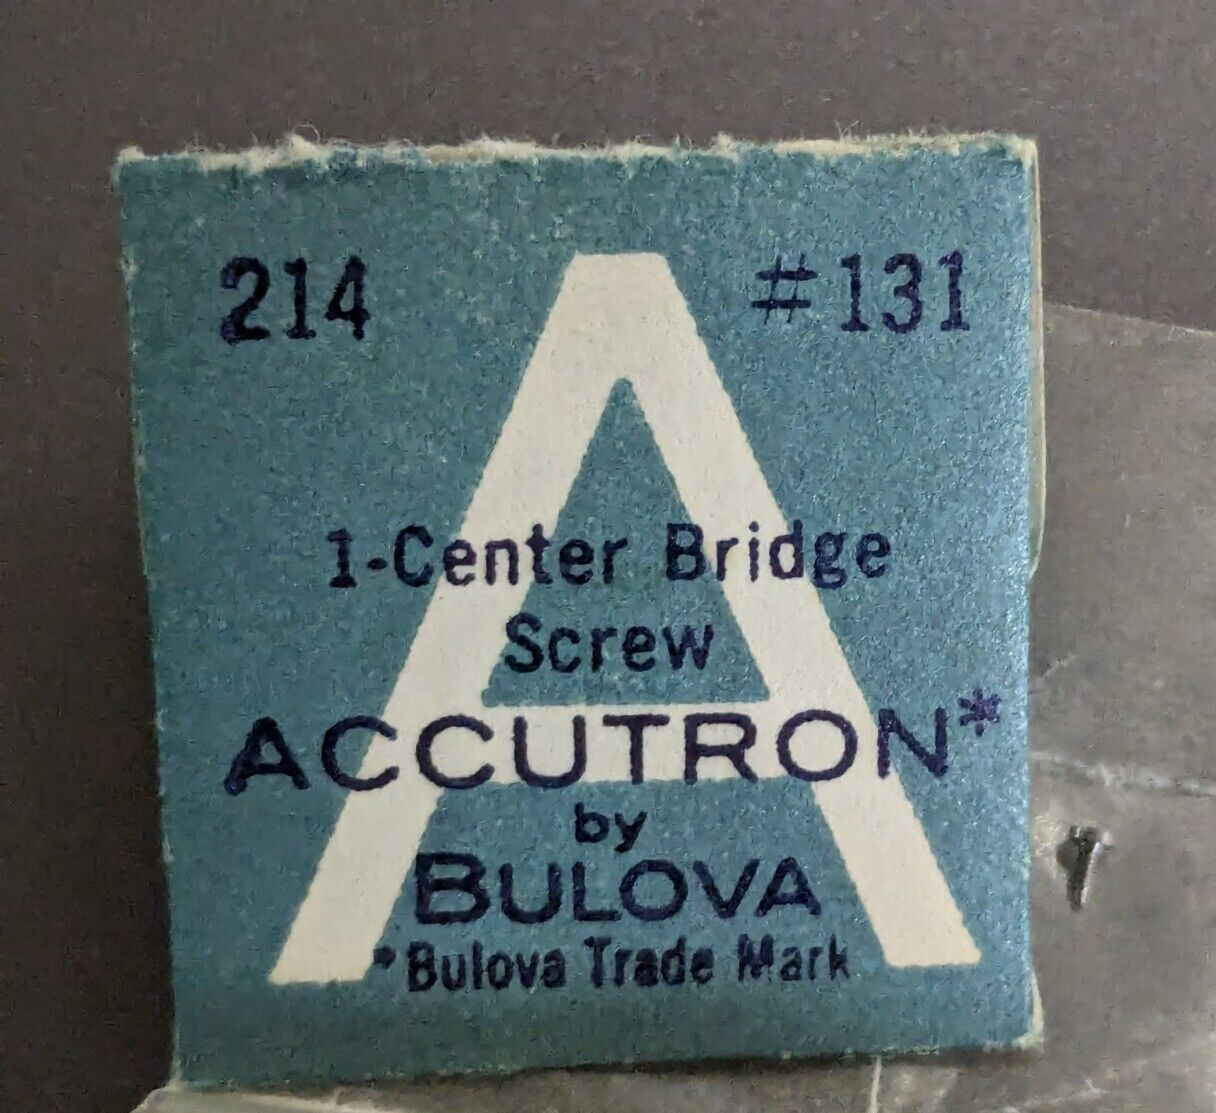 214 #131
1-Center Bridge
Screw
ACCUTRON*
by
BULOVA
*Bulova Trade Mark